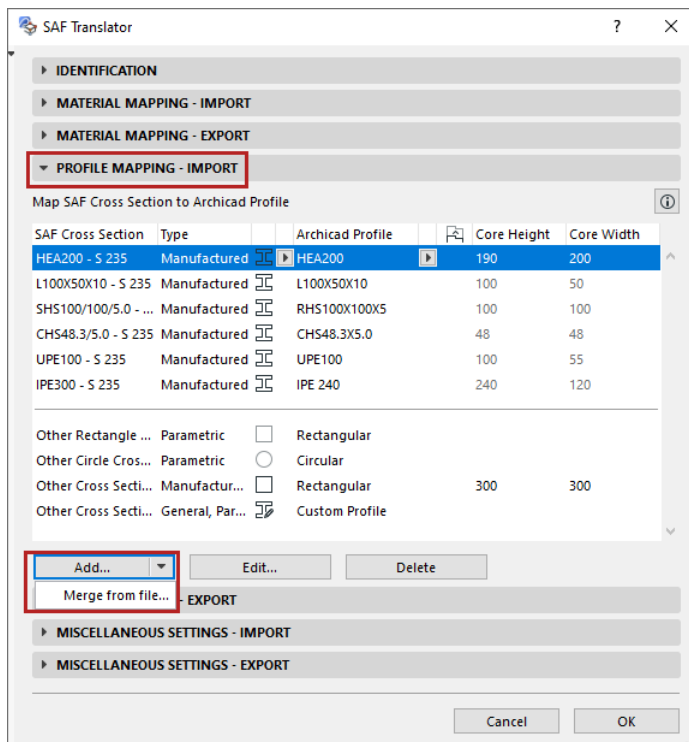 SAF Translator ?
IDENTIFICATION
MATERIAL MAPPING - IMPORT
MATERIAL MAPPING - EXPORT
PROFILE MAPPING - IMPORT
Map SAF Cross Section to Archicad Profile
SAF Cross Section Type Archicad Profile Core Height Core Width
HEA200 - S 235 Manufactured HEA200 190 200
L100X50X10 - S 235 Manufactured L100X50X10 100 50
SHS100/100/5.0 - ... Manufactured RHS100X100X5 100 100
CHS48.3/5.0 - S 235 Manufactured CHS48.3X5.0 48 48
UPE100 - S 235 Manufactured UPE100 100 55
IPE300 - S 235 Manufactured IPE 240 240 120
Other Rectangle ... Parametric Rectangular
Other Circle Cros... Parametric Circular
Other Cross Secti... Manufactur... Rectangular 300 300
Other Cross Secti... General, Par... Custom Profile
Add... Edit... Delete
Merge from file... - EXPORT
MISCELLANEOUS SETTINGS - IMPORT
MISCELLANEOUS SETTINGS - EXPORT
Cancel OK